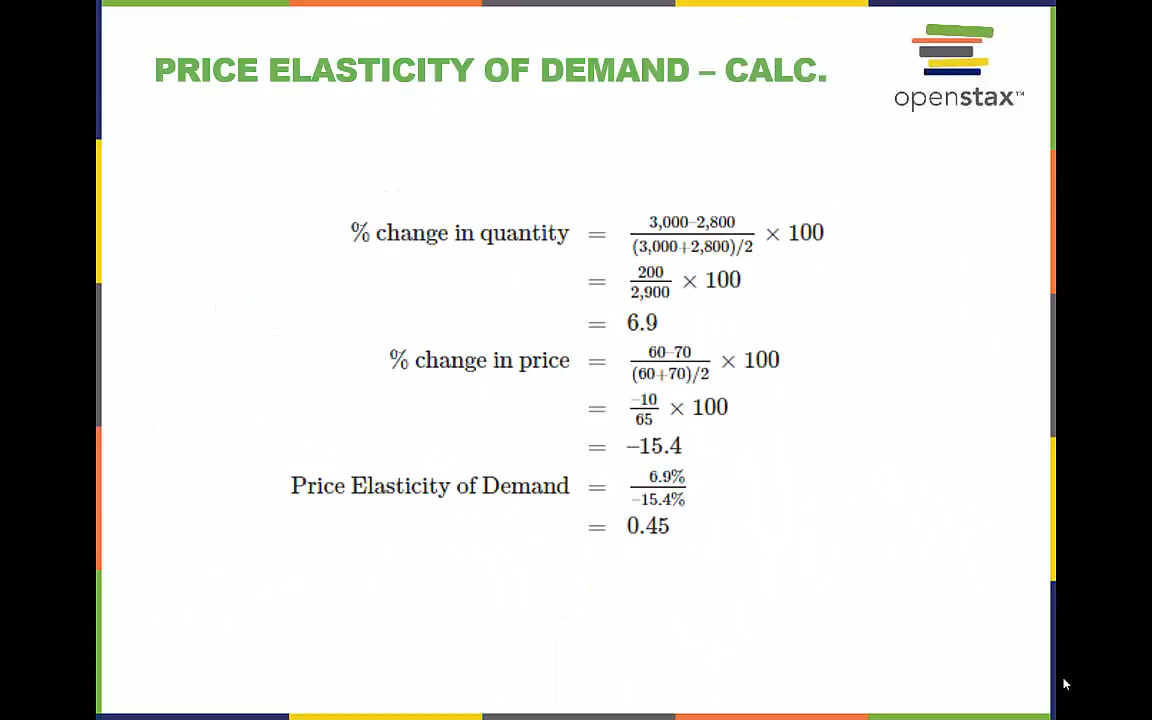 PRICE ELASTICITY OF DEMAND – CALC.
openstax™
% change in quantity = 3,000–2,800 / (3,000+2,800)/2 × 100
= 200 / 2,900 × 100
= 6.9
% change in price = 60–70 / (60+70)/2 × 100
= –10 / 65 × 100
= –15.4
Price Elasticity of Demand = 6.9% / –15.4%
= 0.45